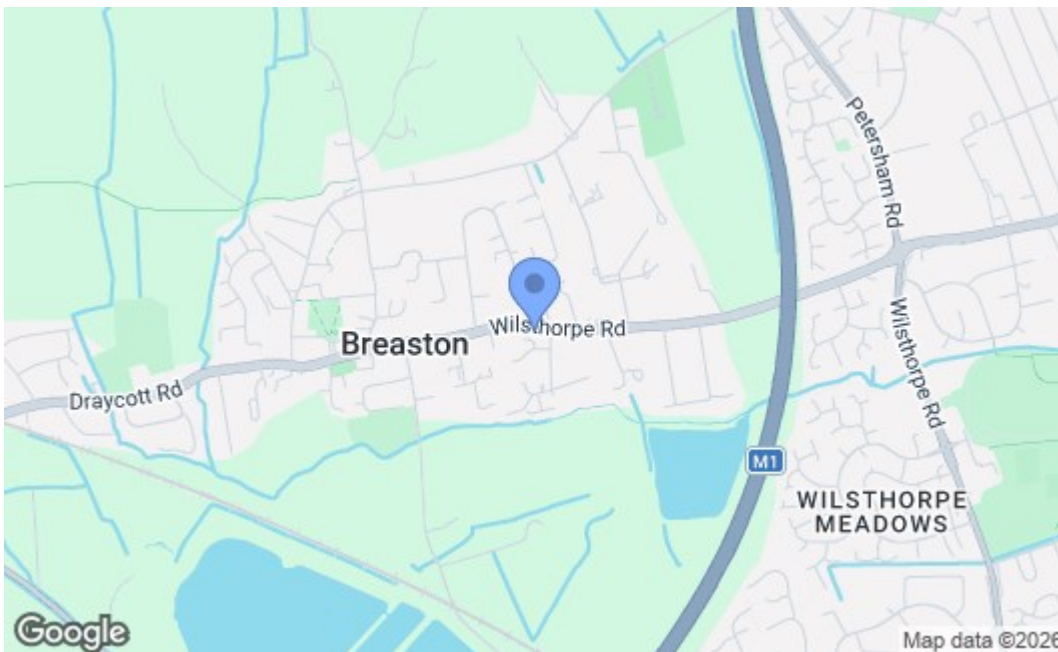 Petersham Rd
Wilsthorpe Rd
Breaston
Wilsthorpe Rd
Draycott Rd
M1
WILSTHORPE
MEADOWS
Google
Map data ©2026